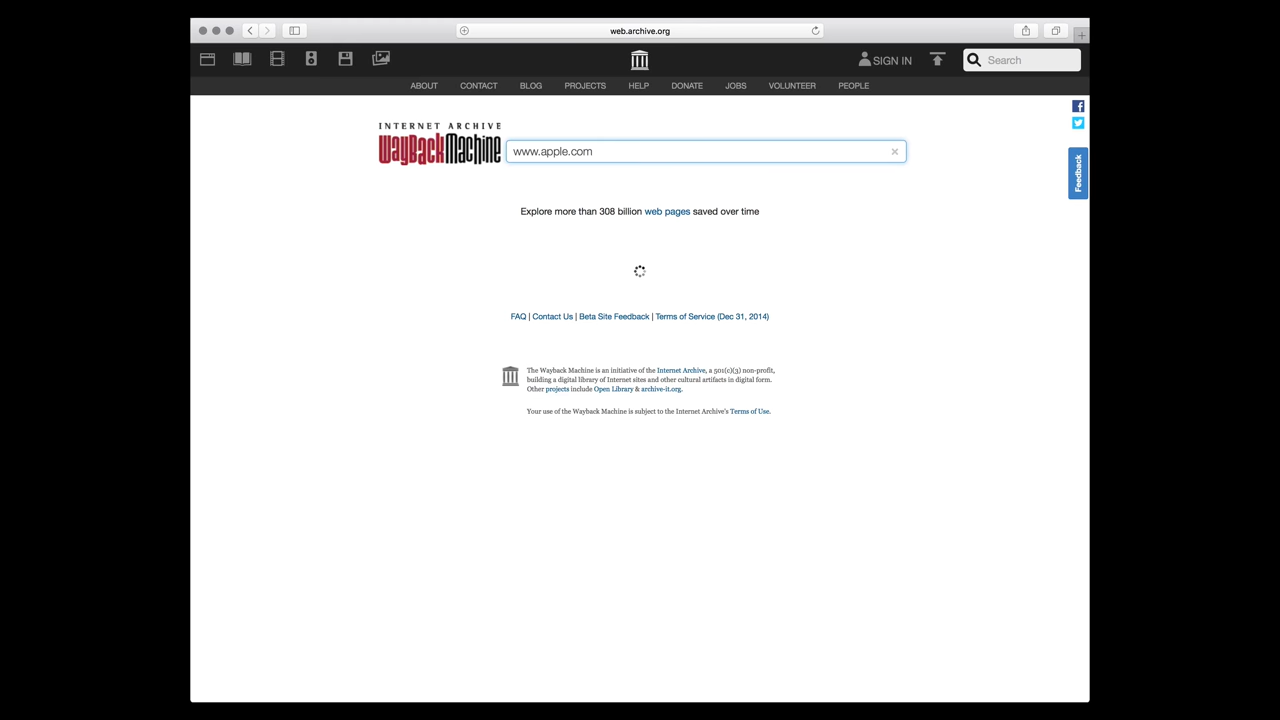 web.archive.org
SIGN IN
Search
ABOUT CONTACT BLOG PROJECTS HELP DONATE JOBS VOLUNTEER PEOPLE
INTERNET ARCHIVE
WayBackMachine
www.apple.com
Feedback
Explore more than 308 billion web pages saved over time
FAQ | Contact Us | Beta Site Feedback | Terms of Service (Dec 31, 2014)
The Wayback Machine is an initiative of the Internet Archive, a 501(c)(3) non-profit,
building a digital library of Internet sites and other cultural artifacts in digital form.
Other projects include Open Library & archive-it.org.
Your use of the Wayback Machine is subject to the Internet Archive's Terms of Use.